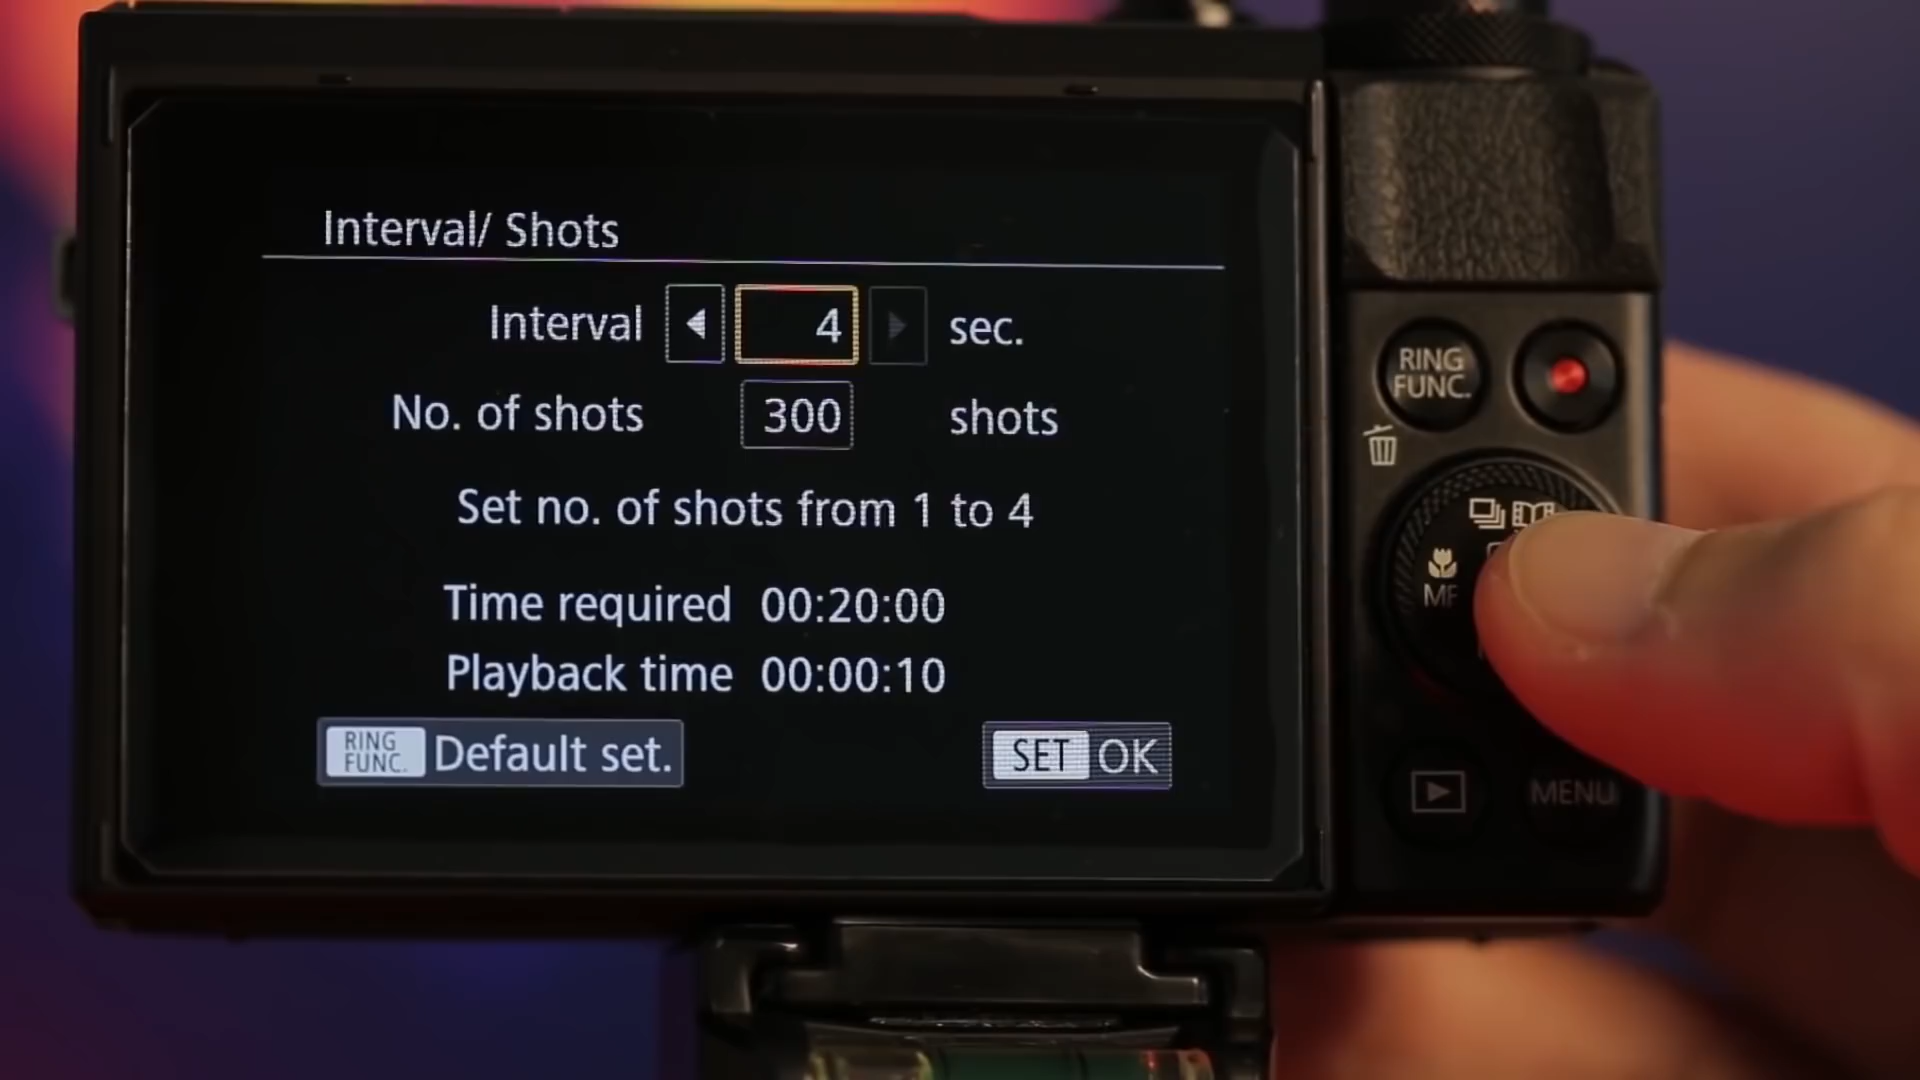 Interval/ Shots
Interval 4 sec.
No. of shots 300 shots
Set no. of shots from 1 to 4
Time required 00:20:00
Playback time 00:00:10
RING FUNC. Default set.
SET OK
RING
FUNC.
MF
MENU